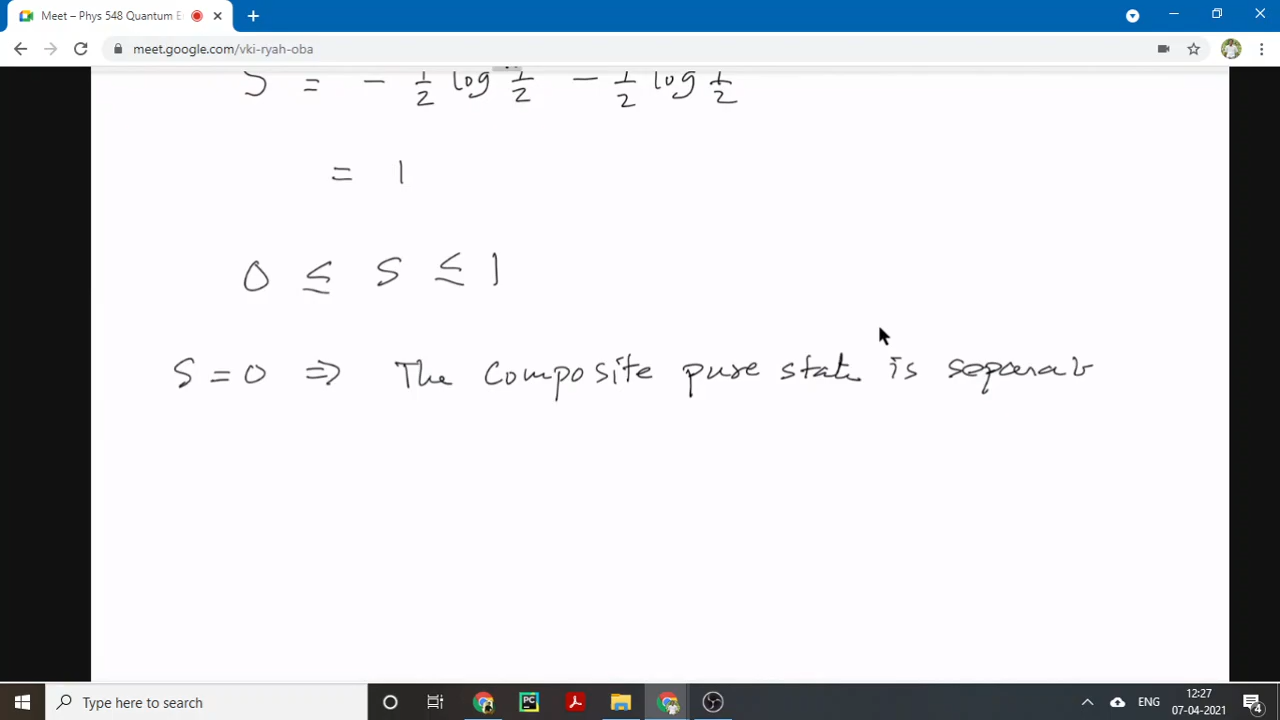 Meet – Phys 548 Quantum E
meet.google.com/vki-ryah-oba
S = - 1/2 log 1/2 - 1/2 log 1/2
= 1
0 ≤ S ≤ 1
S = 0 ⇒ The composite pure state is separab
Type here to search
ENG
12:27
07-04-2021
4